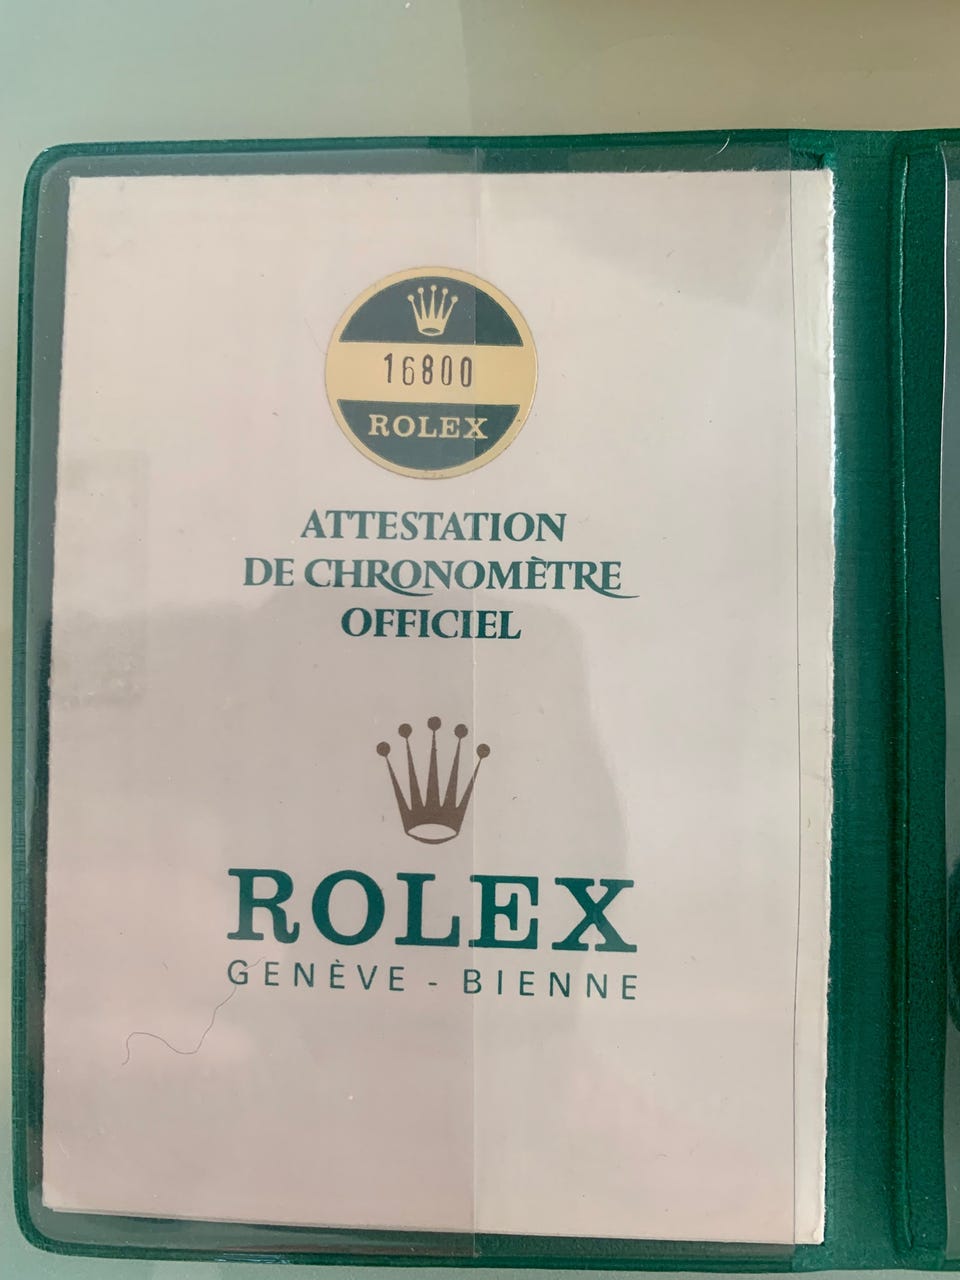 16800
ROLEX
ATTESTATION
DE CHRONOMÈTRE
OFFICIEL
ROLEX
GENÈVE - BIENNE